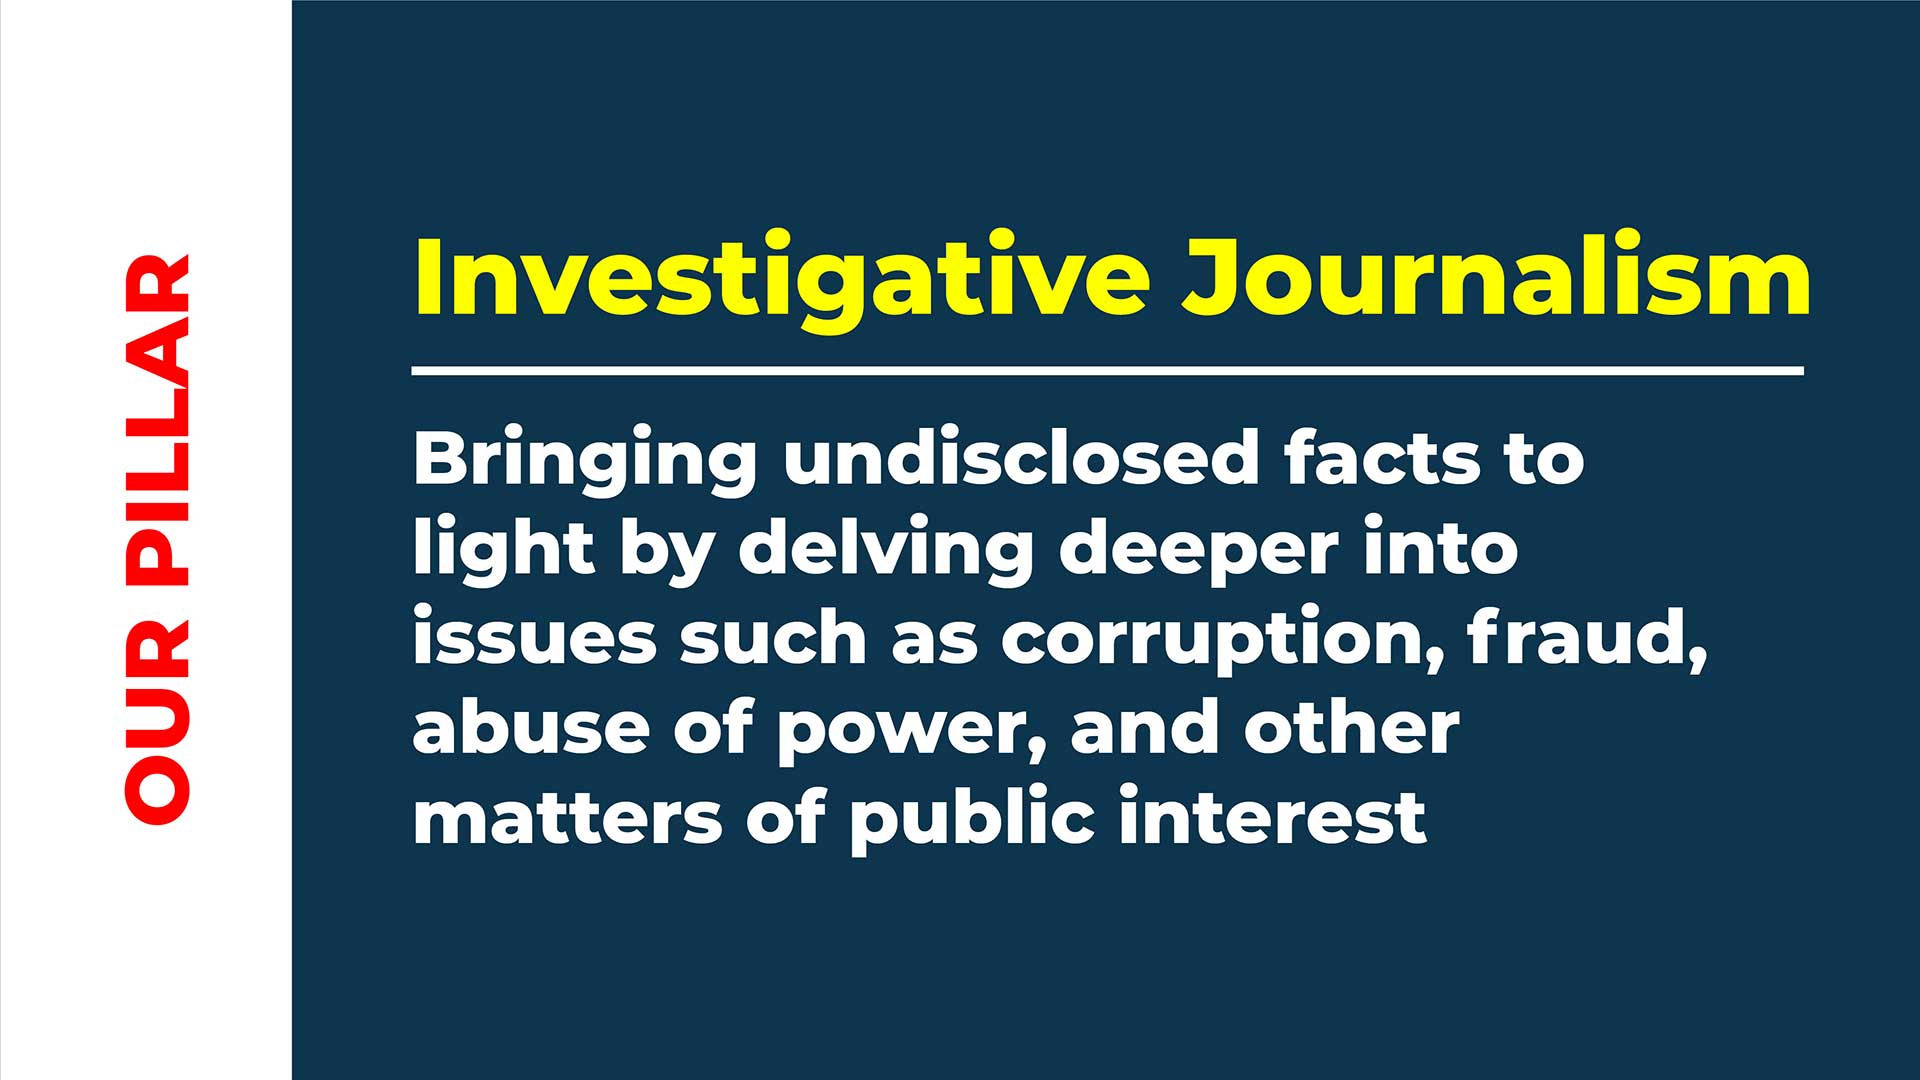 OUR PILLAR
Investigative Journalism
Bringing undisclosed facts to
light by delving deeper into
issues such as corruption, fraud,
abuse of power, and other
matters of public interest